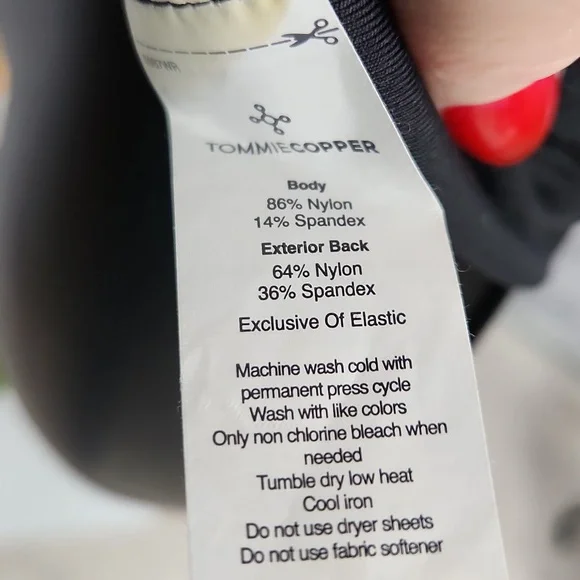 TOMMIECOPPER
Body
86% Nylon
14% Spandex
Exterior Back
64% Nylon
36% Spandex
Exclusive Of Elastic
Machine wash cold with
permanent press cycle
Wash with like colors
Only non chlorine bleach when
needed
Tumble dry low heat
Cool iron
Do not use dryer sheets
Do not use fabric softener